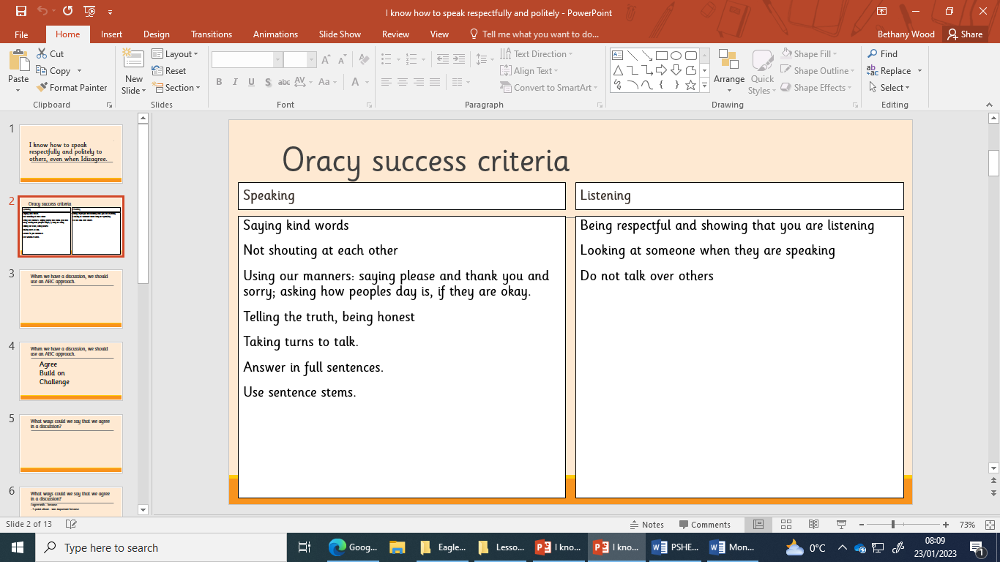 I know how to speak respectfully and politely - PowerPoint
File
Home
Insert
Design
Transitions
Animations
Slide Show
Review
View
Tell me what you want to do...
Bethany Wood
Share
Paste
Cut
Copy
Format Painter
Clipboard
New
Slide
Layout
Reset
Section
Slides
B I U S abc AV Aa A
Font
Text Direction
Align Text
Convert to SmartArt
Paragraph
Arrange
Quick
Styles
Shape Fill
Shape Outline
Shape Effects
Drawing
Find
Replace
Select
Editing
1
I know how to speak
respectfully and politely to
others, even when Idisagree.
2
Oracy success criteria
3
When we have a discussion, we should
use an ABC approach.
4
When we have a discussion, we should
use an ABC approach.
Agree
Build on
Challenge
5
What ways could we say that we agree
in a discussion?
6
What ways could we say that we agree
in a discussion?
Oracy success criteria
Speaking
Saying kind words
Not shouting at each other
Using our manners: saying please and thank you and
sorry; asking how peoples day is, if they are okay.
Telling the truth, being honest
Taking turns to talk.
Answer in full sentences.
Use sentence stems.
Listening
Being respectful and showing that you are listening
Looking at someone when they are speaking
Do not talk over others
Slide 2 of 13
Notes
Comments
73%
Type here to search
Goog...
Eagle...
Lesso...
I kno...
I kno...
PSHE...
Mon...
0°C
08:09
23/01/2023
1